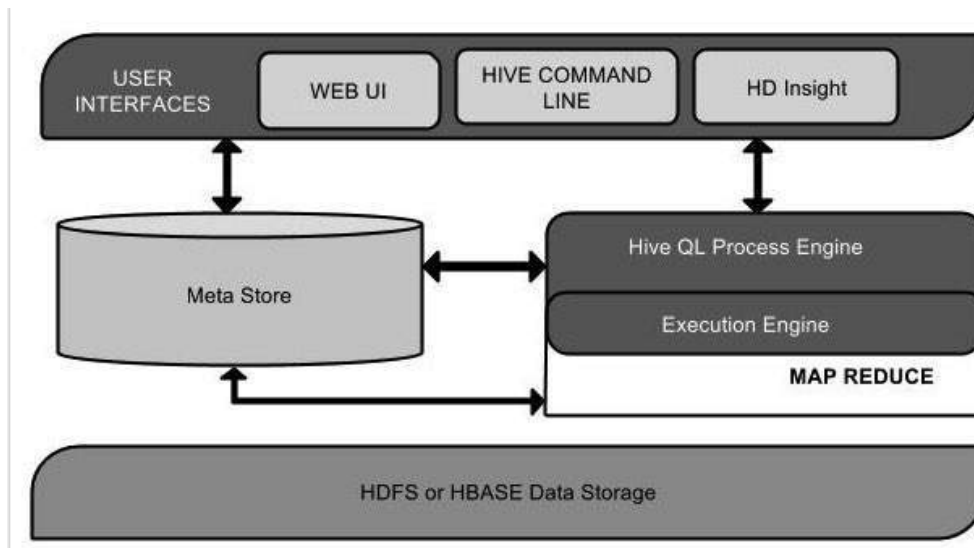 USER
INTERFACES
WEB UI
HIVE COMMAND
LINE
HD Insight
Meta Store
Hive QL Process Engine
Execution Engine
MAP REDUCE
HDFS or HBASE Data Storage